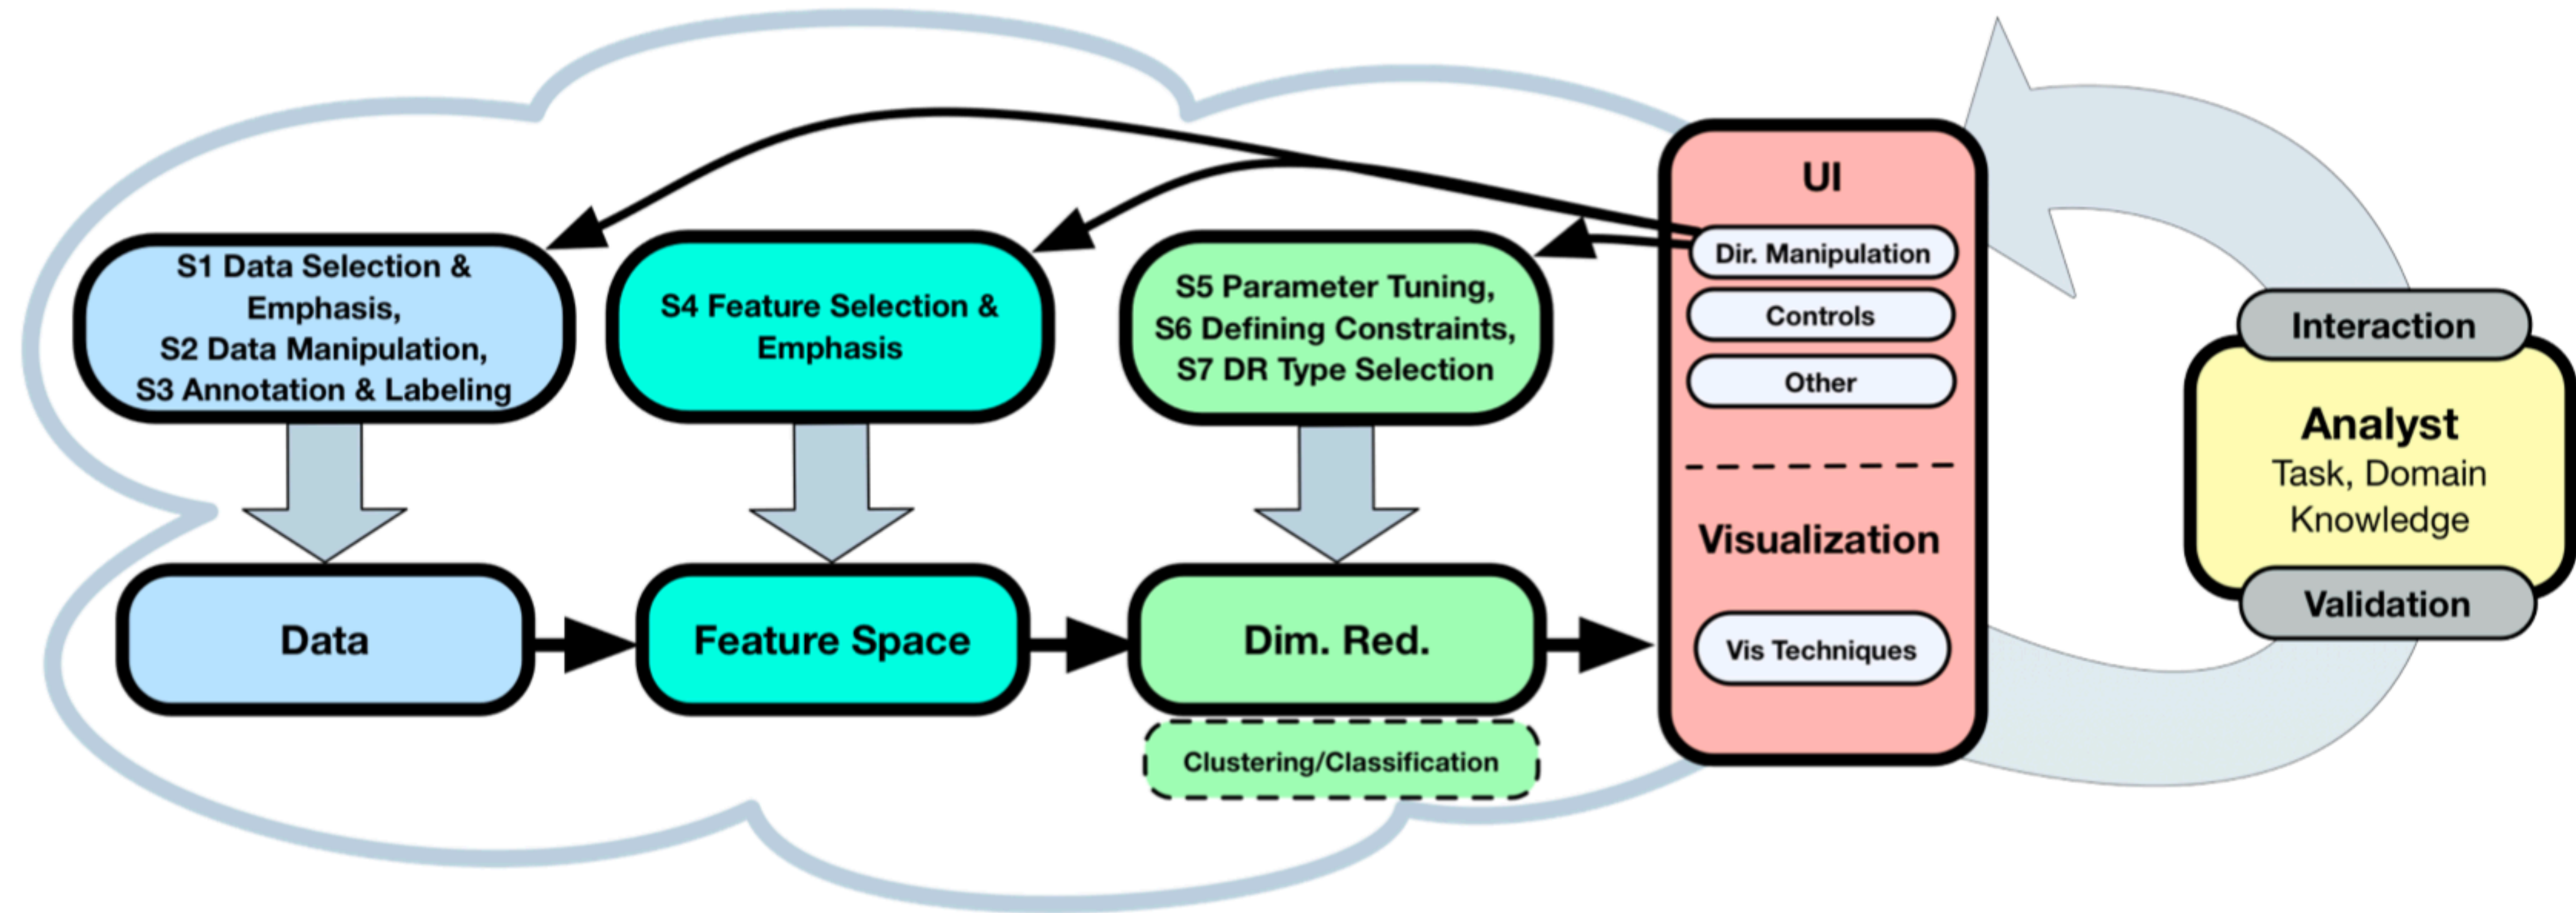 S1 Data Selection &
Emphasis,
S2 Data Manipulation,
S3 Annotation & Labeling
S4 Feature Selection &
Emphasis
S5 Parameter Tuning,
S6 Defining Constraints,
S7 DR Type Selection
UI
Dir. Manipulation
Controls
Other
Visualization
Vis Techniques
Interaction
Analyst
Task, Domain
Knowledge
Validation
Data
Feature Space
Dim. Red.
Clustering/Classification